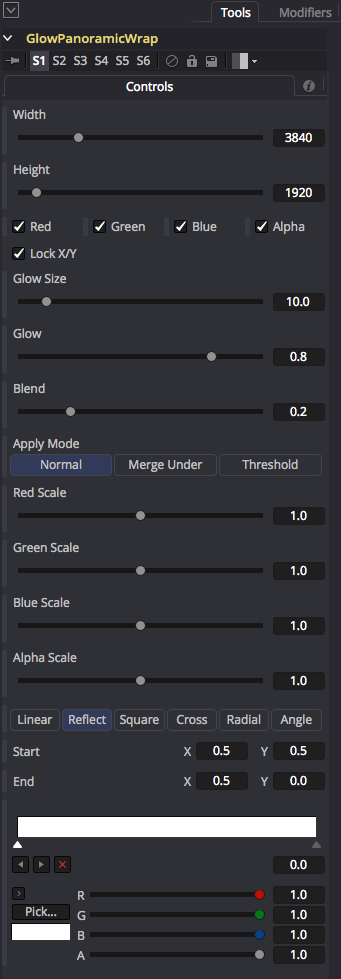 Tools Modifiers
GlowPanoramicWrap
S1 S2 S3 S4 S5 S6
Controls
Width
3840
Height
1920
Red Green Blue Alpha
Lock X/Y
Glow Size
10.0
Glow
0.8
Blend
0.2
Apply Mode
Normal Merge Under Threshold
Red Scale
1.0
Green Scale
1.0
Blue Scale
1.0
Alpha Scale
1.0
Linear Reflect Square Cross Radial Angle
Start X 0.5 Y 0.5
End X 0.5 Y 0.0
0.0
R 1.0
Pick... G 1.0
B 1.0
A 1.0